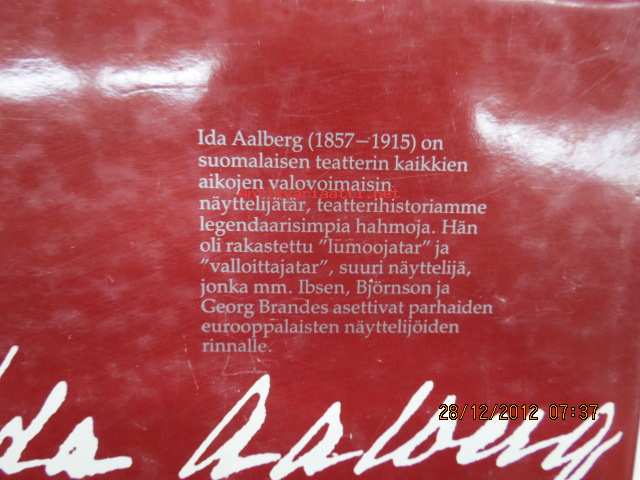 Ida Aalberg (1857–1915) on
suomalaisen teatterin kaikkien
aikojen valovoimaisin
näyttelijätär, teatterihistoriamme
legendaarisimpia hahmoja. Hän
oli rakastettu ”lumoojatar” ja
”valloittajatar”, suuri näyttelijä,
jonka mm. Ibsen, Björnson ja
Georg Brandes asettivat parhaiden
eurooppalaisten näyttelijöiden
rinnalle.
Ida Aalberg
28/12/2012 07:37